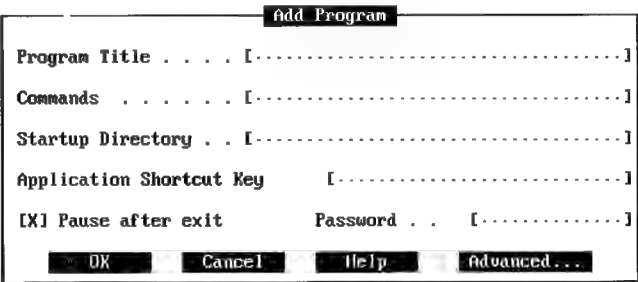 Add Program
Program Title . . . . [..................................]
Commands . . . . . . [..................................]
Startup Directory . . [..................................]
Application Shortcut Key [..........................]
[X] Pause after exit Password . . [.............]
OK Cancel Help Advanced...